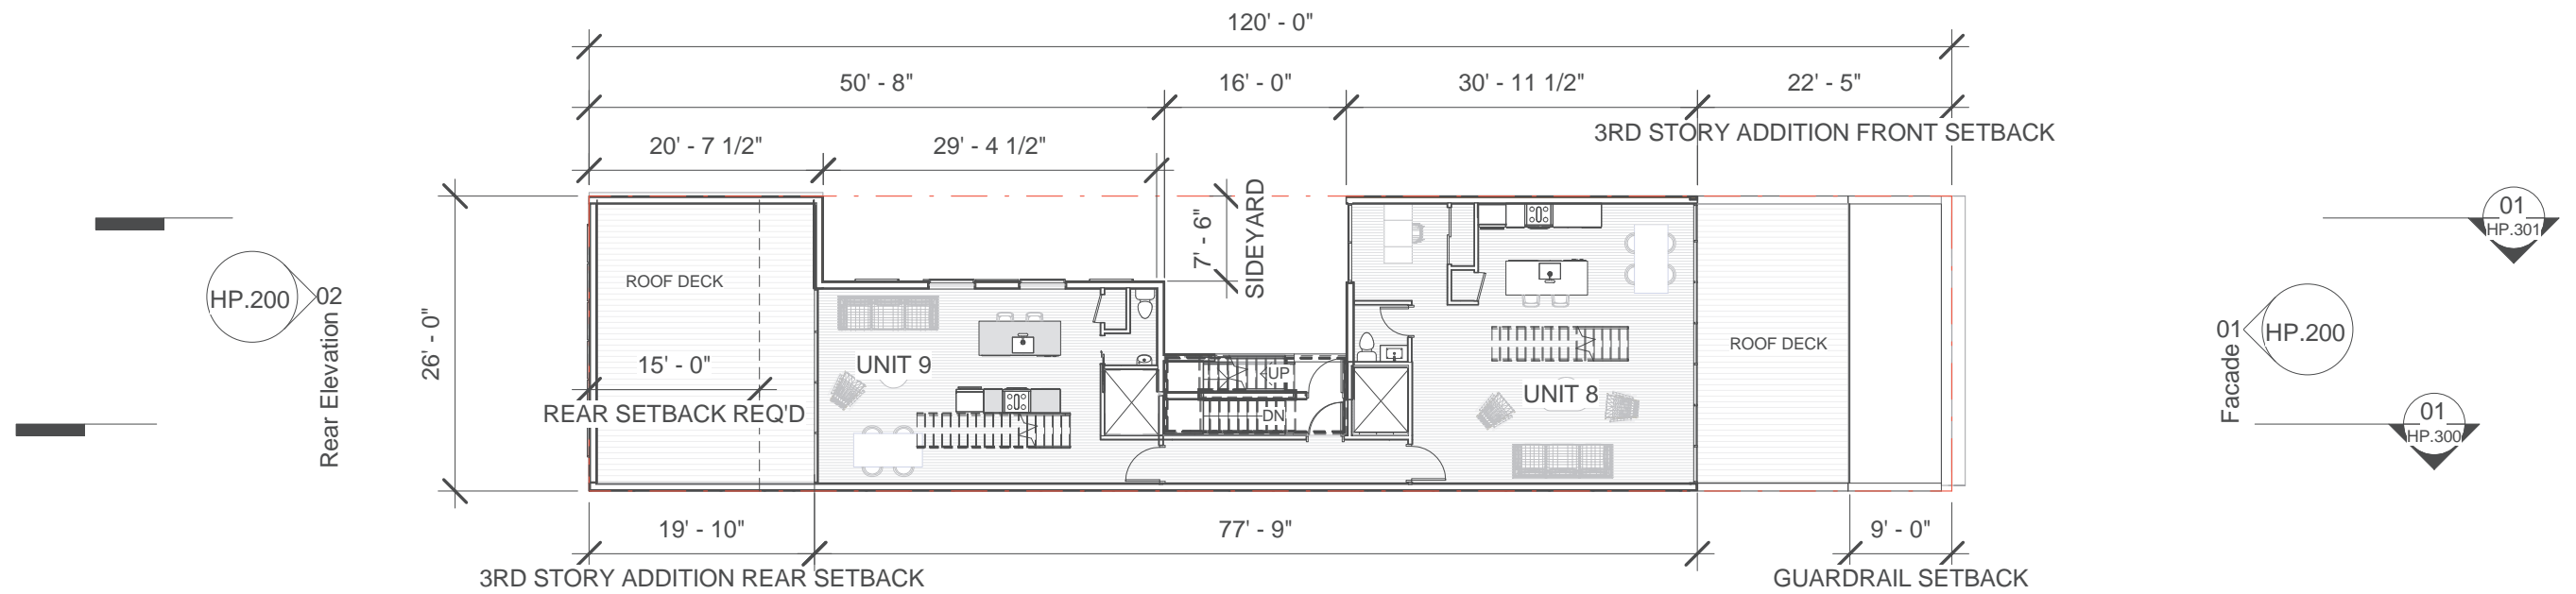 120' - 0"
50' - 8"
16' - 0"
30' - 11 1/2"
22' - 5"
3RD STORY ADDITION FRONT SETBACK
20' - 7 1/2"
29' - 4 1/2"
7' - 6"
SIDEYARD
01
HP.301
HP.200
02
Rear Elevation
26' - 0"
ROOF DECK
15' - 0"
REAR SETBACK REQ'D
UNIT 9
UP
DN
UNIT 8
ROOF DECK
01
Facade
HP.200
01
HP.300
19' - 10"
77' - 9"
9' - 0"
3RD STORY ADDITION REAR SETBACK
GUARDRAIL SETBACK